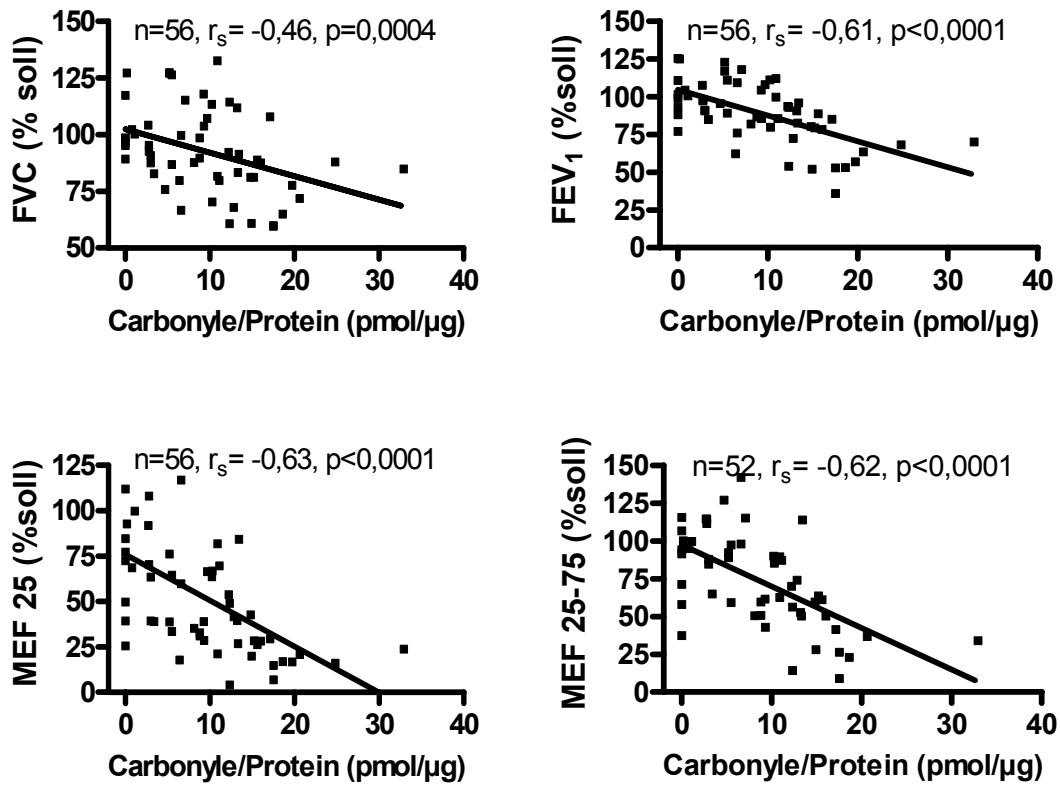 n=56, rs= -0,46, p=0,0004
FVC (% soll)
150
125
100
75
50
0 10 20 30 40
Carbonyle/Protein (pmol/µg)
n=56, rs= -0,61, p<0,0001
FEV1 (%soll)
150
125
100
75
50
25
0
0 10 20 30 40
Carbonyle/Protein (pmol/µg)
n=56, rs= -0,63, p<0,0001
MEF 25 (%soll)
125
100
75
50
25
0
0 10 20 30 40
Carbonyle/Protein (pmol/µg)
n=52, rs= -0,62, p<0,0001
MEF 25-75 (%soll)
150
125
100
75
50
25
0
0 10 20 30 40
Carbonyle/Protein (pmol/µg)